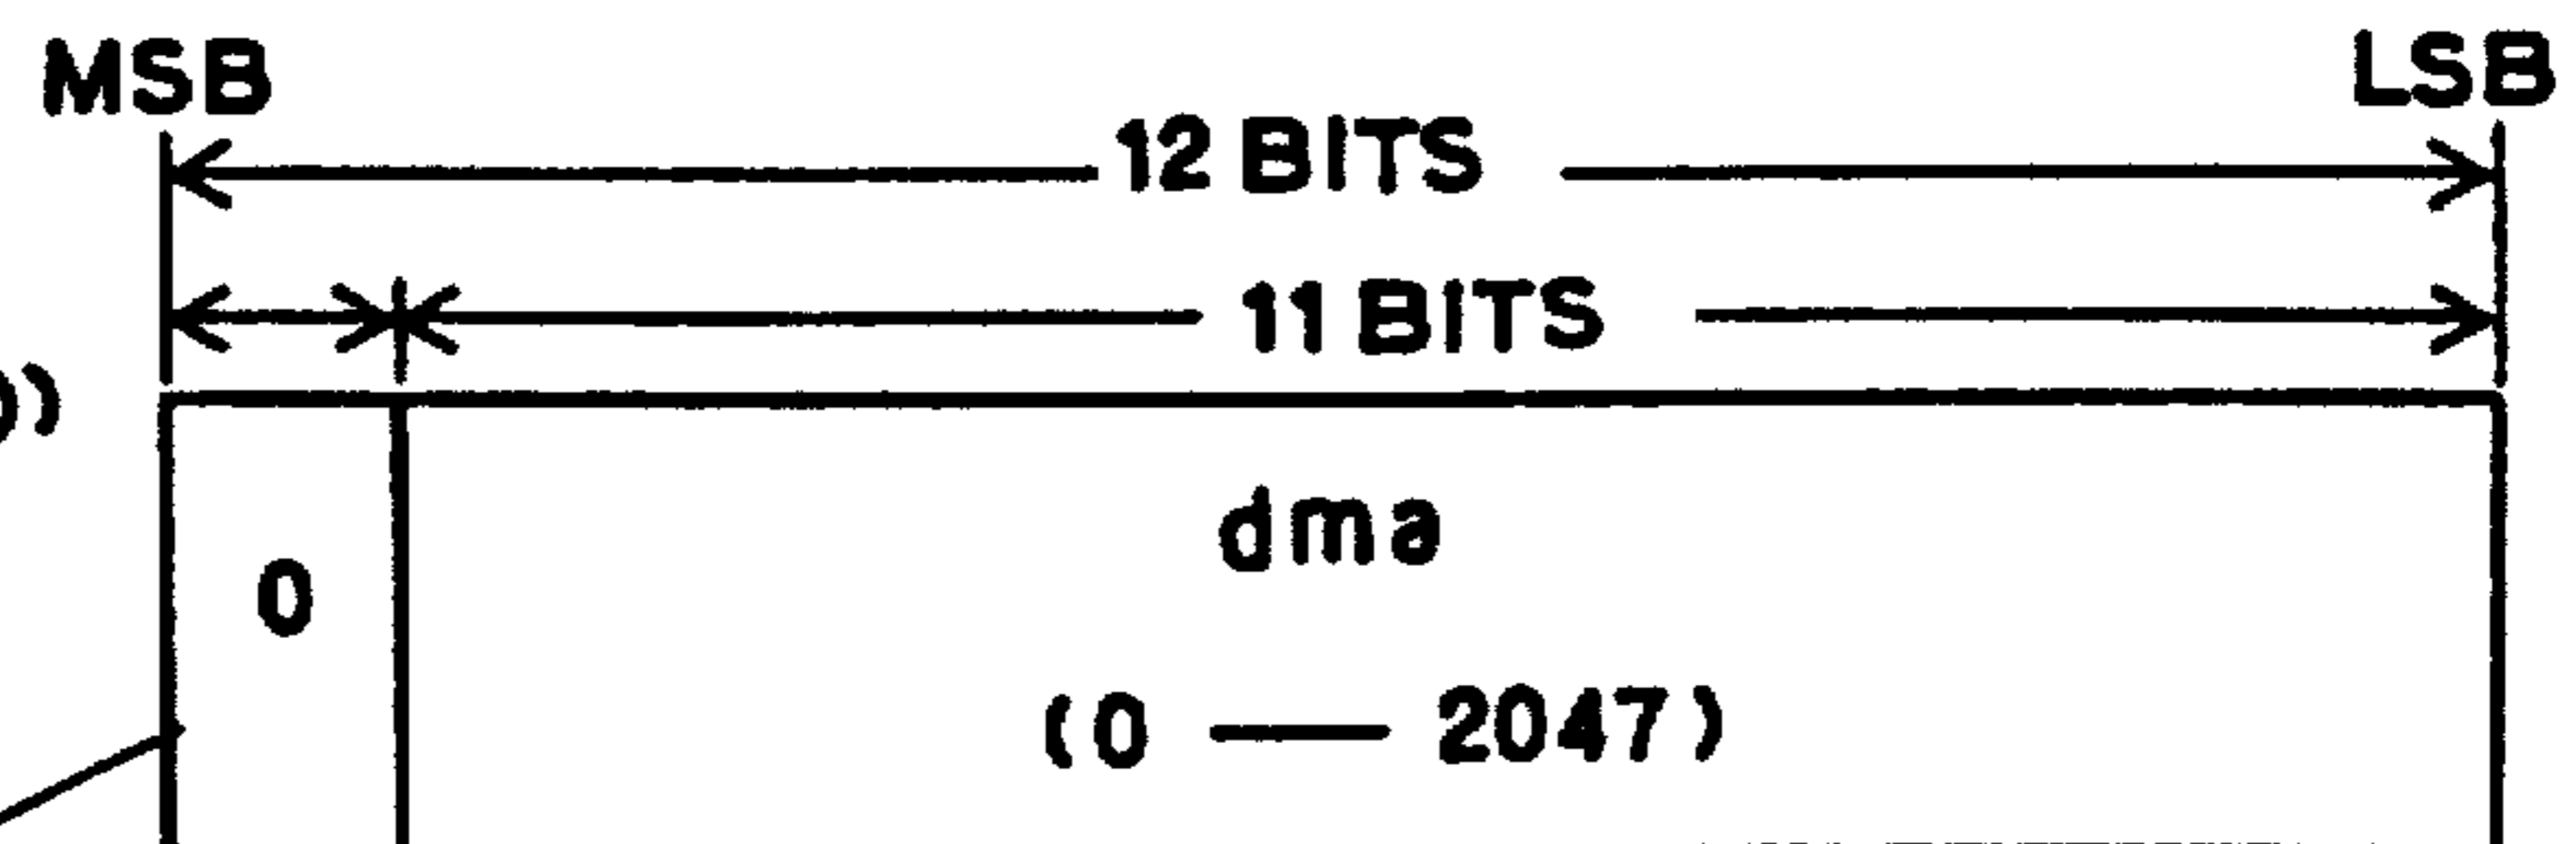 MSB LSB
12 BITS
11 BITS
)
dma
0
(0 — 2047)